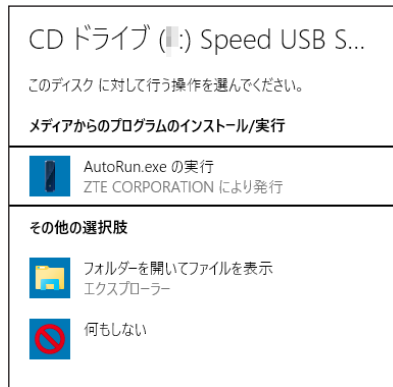 CD ドライブ ( :) Speed USB S...
このディスク に対して行う操作を選んでください。
メディアからのプログラムのインストール/実行
AutoRun.exe の実行
ZTE CORPORATION により発行
その他の選択肢
フォルダーを開いてファイルを表示
エクスプローラー
何もしない